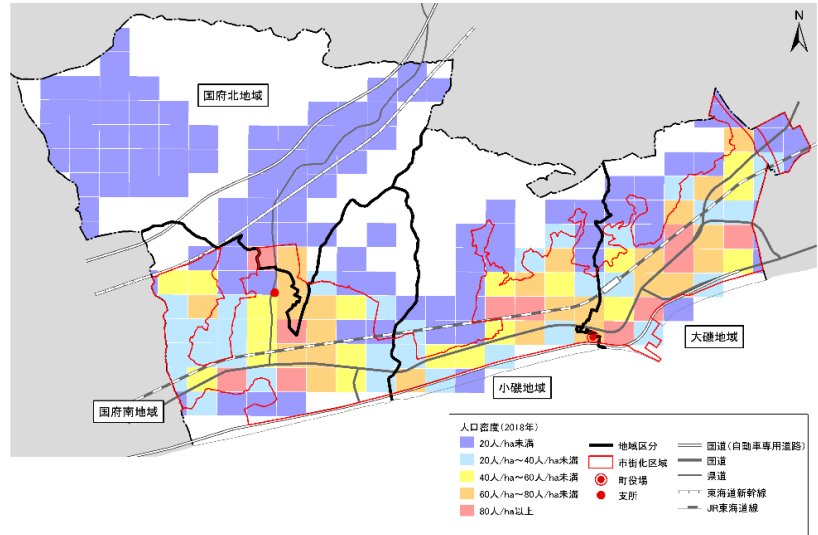 N
国府北地域
大磯地域
小磯地域
国府南地域
人口密度(2018年)
20人/ha未満
20人/ha~40人/ha未満
40人/ha~60人/ha未満
60人/ha~80人/ha未満
80人/ha以上
地域区分
市街化区域
町役場
支所
国道(自動車専用道路)
国道
県道
東海道新幹線
JR東海道線